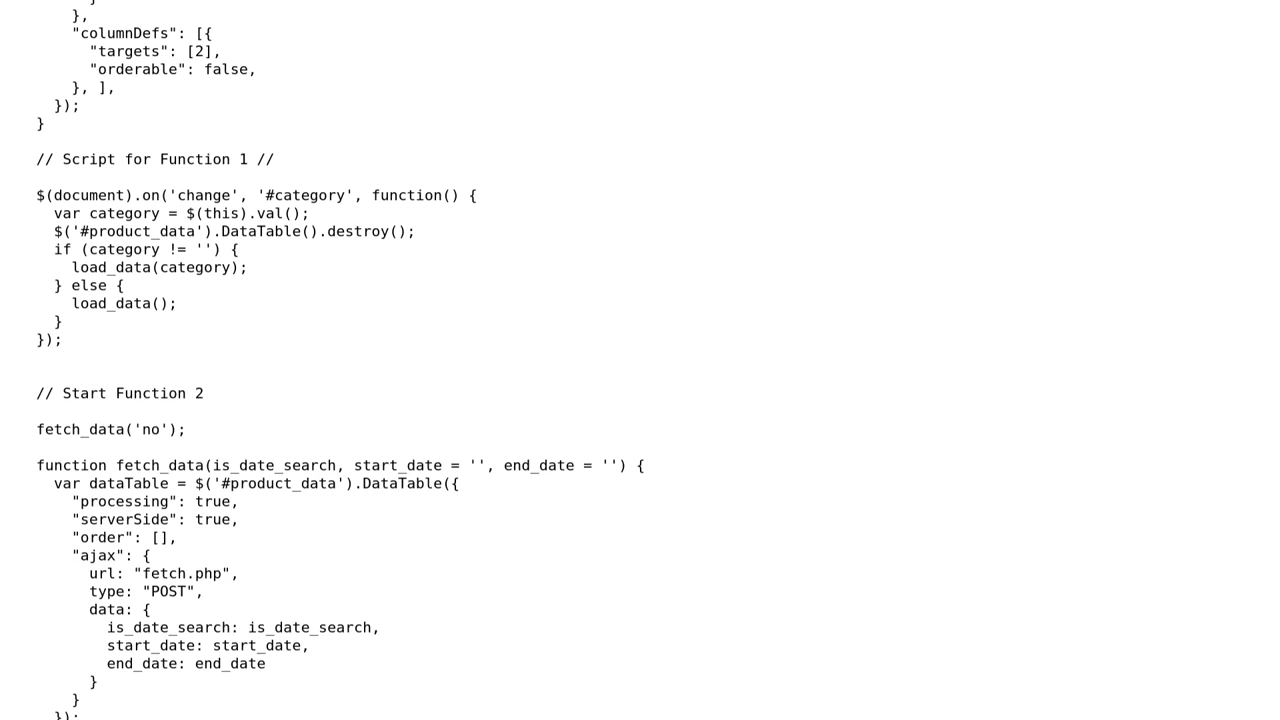 }
    },
    "columnDefs": [{
      "targets": [2],
      "orderable": false,
    }, ],
  });
}

// Script for Function 1 //

$(document).on('change', '#category', function() {
  var category = $(this).val();
  $('#product_data').DataTable().destroy();
  if (category != '') {
    load_data(category);
  } else {
    load_data();
  }
});


// Start Function 2

fetch_data('no');

function fetch_data(is_date_search, start_date = '', end_date = '') {
  var dataTable = $('#product_data').DataTable({
    "processing": true,
    "serverSide": true,
    "order": [],
    "ajax": {
      url: "fetch.php",
      type: "POST",
      data: {
        is_date_search: is_date_search,
        start_date: start_date,
        end_date: end_date
      }
    }
  });